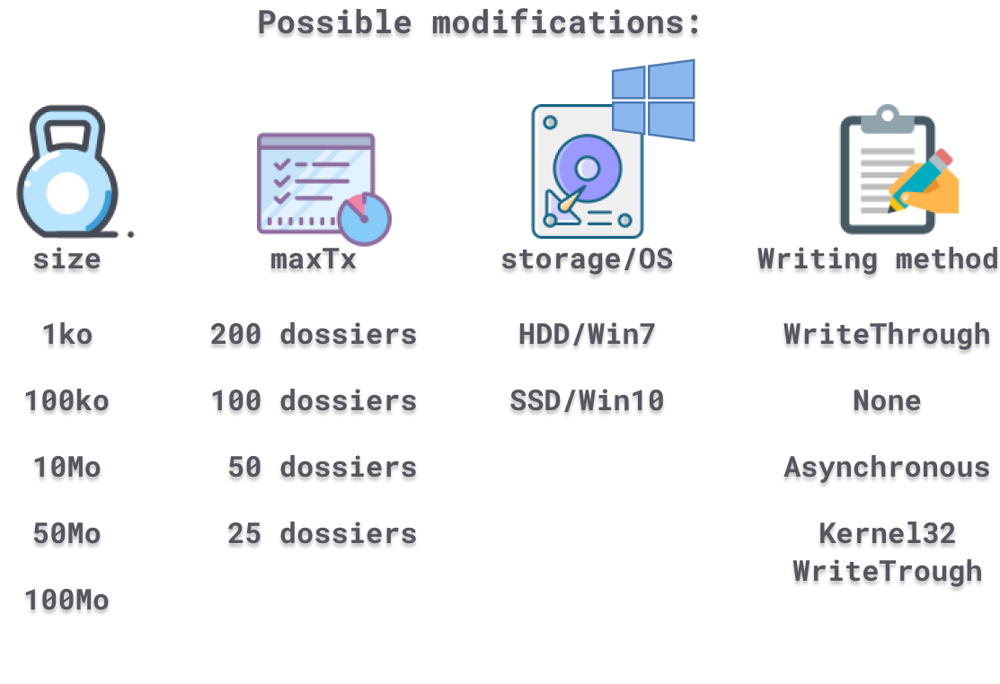 Possible modifications:
size
maxTx
storage/OS
Writing method
1ko
200 dossiers
HDD/Win7
WriteThrough
100ko
100 dossiers
SSD/Win10
None
10Mo
50 dossiers
Asynchronous
50Mo
25 dossiers
Kernel32
WriteTrough
100Mo